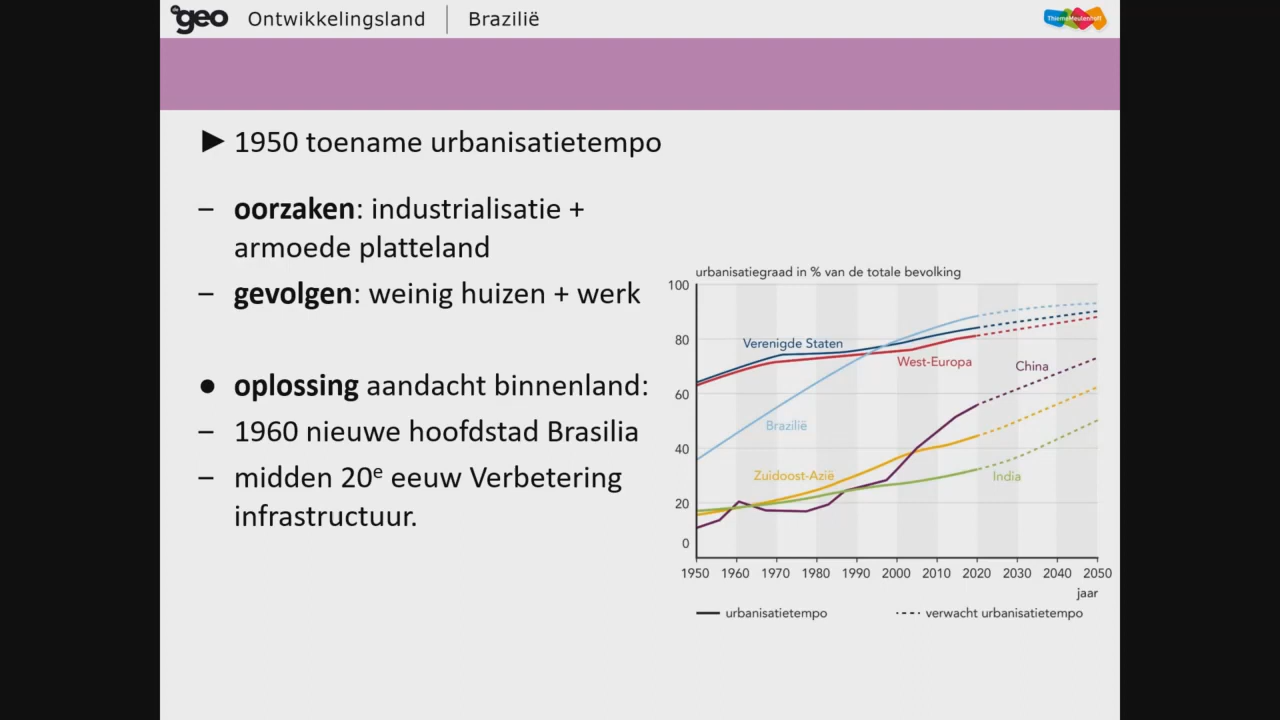 de geo
Ontwikkelingsland
Brazilië
ThiemeMeulenhoff
► 1950 toename urbanisatietempo
– oorzaken: industrialisatie +
armoede platteland
– gevolgen: weinig huizen + werk
● oplossing aandacht binnenland:
– 1960 nieuwe hoofdstad Brasilia
– midden 20e eeuw Verbetering
infrastructuur.
urbanisatiegraad in % van de totale bevolking
100
80
60
40
20
0
Verenigde Staten
West-Europa
China
Brazilië
Zuidoost-Azië
India
1950 1960 1970 1980 1990 2000 2010 2020 2030 2040 2050
jaar
urbanisatietempo
verwacht urbanisatietempo